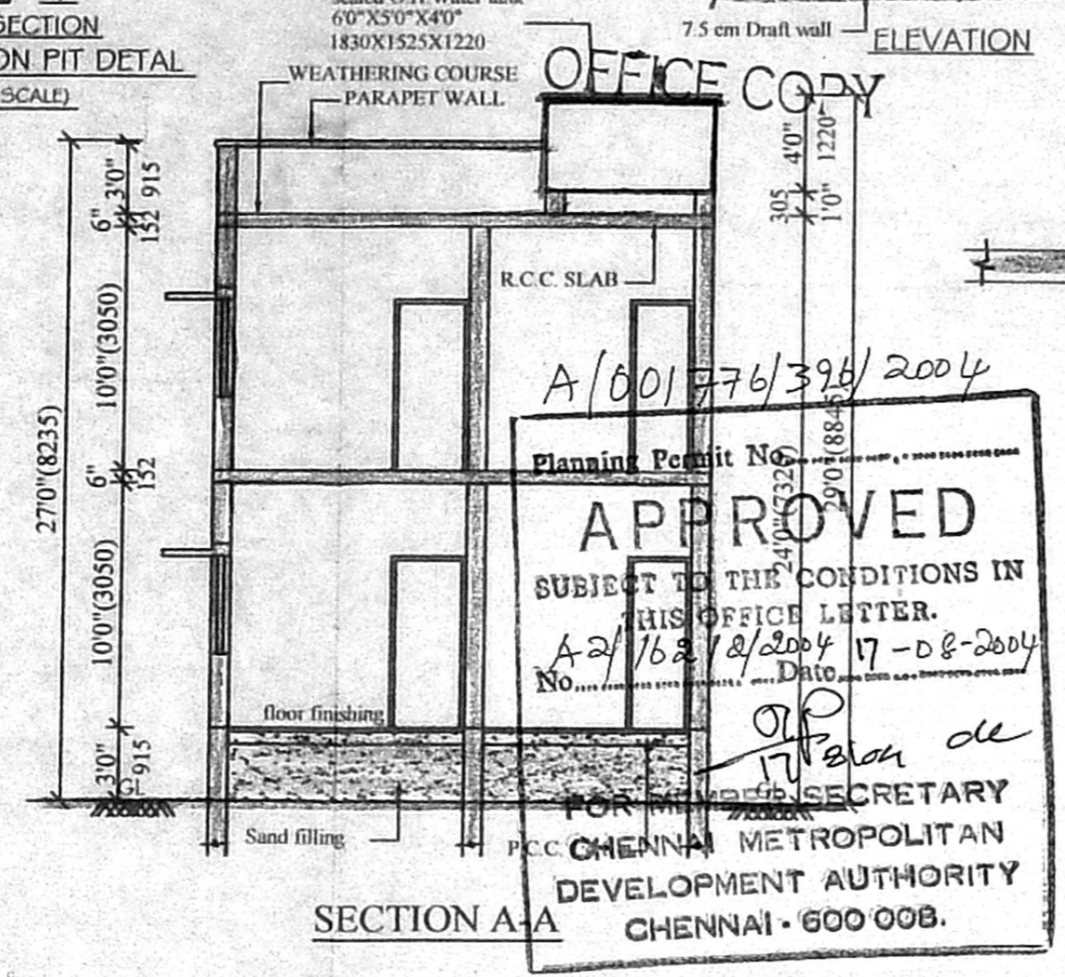 SECTION
ON PIT DETAL
SCALE)
6'0"X5'0"X4'0"
1830X1525X1220
7.5 cm Draft wall
ELEVATION
OFFICE COPY
WEATHERING COURSE
PARAPET WALL
3'0"
915
6"
152
4'0"
1220
305
1'0"
R.C.C. SLAB
10'0"(3050)
27'0"(8235)
6"
152
10'0"(3050)
24'0"(7320)
A/001776/396/2004
Planning Permit No.
APPROVED
SUBJECT TO THE CONDITIONS IN
THIS OFFICE LETTER.
No. Date 17-08-2004
floor finishing
3'0"
915
GL
Sand filling
P.C.C.
FOR MEMBER SECRETARY
CHENNAI METROPOLITAN
DEVELOPMENT AUTHORITY
CHENNAI - 600 008.
SECTION A-A